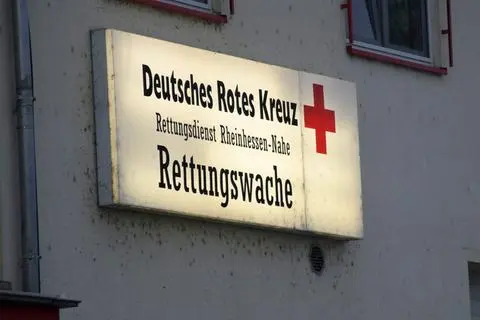 Deutsches Rotes Kreuz
Rettungsdienst Rheinhessen-Nahe
Rettungswache